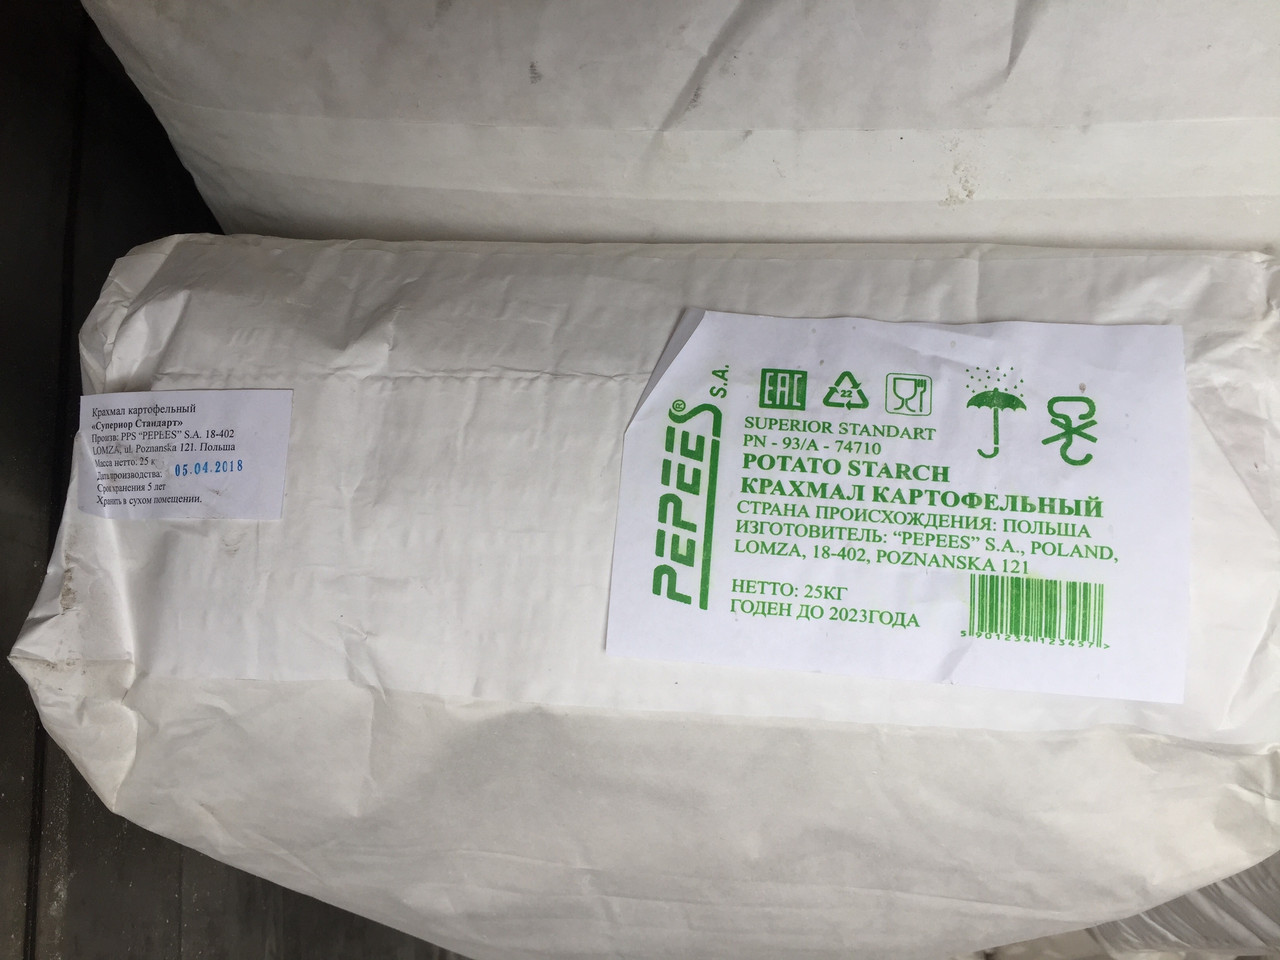 Крахмал картофельный
«Супериор Стандарт»
Произв: PPS "PEPEES" S.A. 18-402
LOMZA, ul. Poznanska 121. Польша
Масса нетто: 25 к
Дата производства: 05.04.2018
Срок хранения 5 лет
Хранить в сухом помещении.
PEPEES® S.A.
EAC
22
SUPERIOR STANDART
PN - 93/A - 74710
POTATO STARCH
КРАХМАЛ КАРТОФЕЛЬНЫЙ
СТРАНА ПРОИСХОЖДЕНИЯ: ПОЛЬША
ИЗГОТОВИТЕЛЬ: "PEPEES" S.A., POLAND,
LOMZA, 18-402, POZNANSKA 121
НЕТТО: 25КГ
ГОДЕН ДО 2023ГОДА
5 901234 123457 >